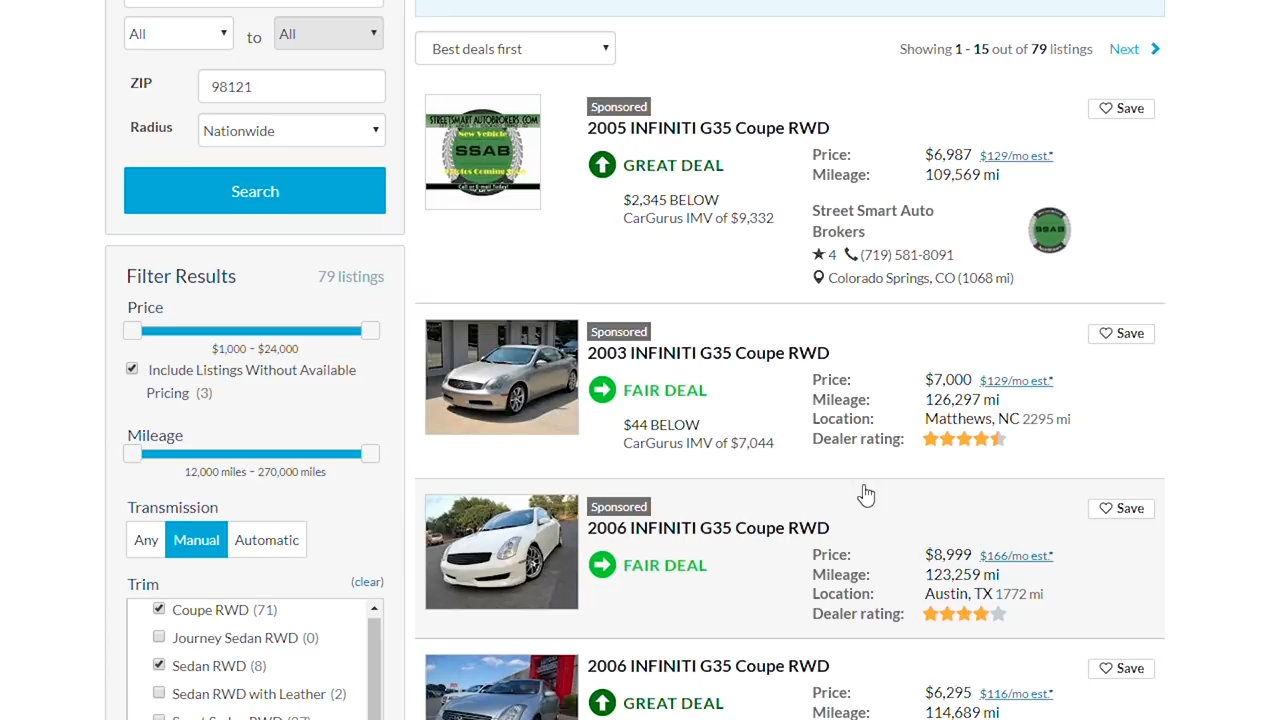 All
to
All
ZIP
98121
Radius
Nationwide
Search
Filter Results
79 listings
Price
$1,000 - $24,000
Include Listings Without Available
Pricing (3)
Mileage
12,000 miles - 270,000 miles
Transmission
Any
Manual
Automatic
Trim
(clear)
Coupe RWD (71)
Journey Sedan RWD (0)
Sedan RWD (8)
Sedan RWD with Leather (2)
Best deals first
Showing 1 - 15 out of 79 listings
Next
STREETSMART AUTOBROKERS.COM
New Vehicle
SSAB
Sponsored
2005 INFINITI G35 Coupe RWD
Save
GREAT DEAL
$2,345 BELOW
CarGurus IMV of $9,332
Price: $6,987 $129/mo est.*
Mileage: 109,569 mi
Street Smart Auto
Brokers
SSAB
4 (719) 581-8091
Colorado Springs, CO (1068 mi)
Sponsored
2003 INFINITI G35 Coupe RWD
Save
FAIR DEAL
$44 BELOW
CarGurus IMV of $7,044
Price: $7,000 $129/mo est.*
Mileage: 126,297 mi
Location: Matthews, NC 2295 mi
Dealer rating:
Sponsored
2006 INFINITI G35 Coupe RWD
Save
FAIR DEAL
Price: $8,999 $166/mo est.*
Mileage: 123,259 mi
Location: Austin, TX 1772 mi
Dealer rating:
2006 INFINITI G35 Coupe RWD
Save
GREAT DEAL
Price: $6,295 $116/mo est.*
Mileage: 114,689 mi